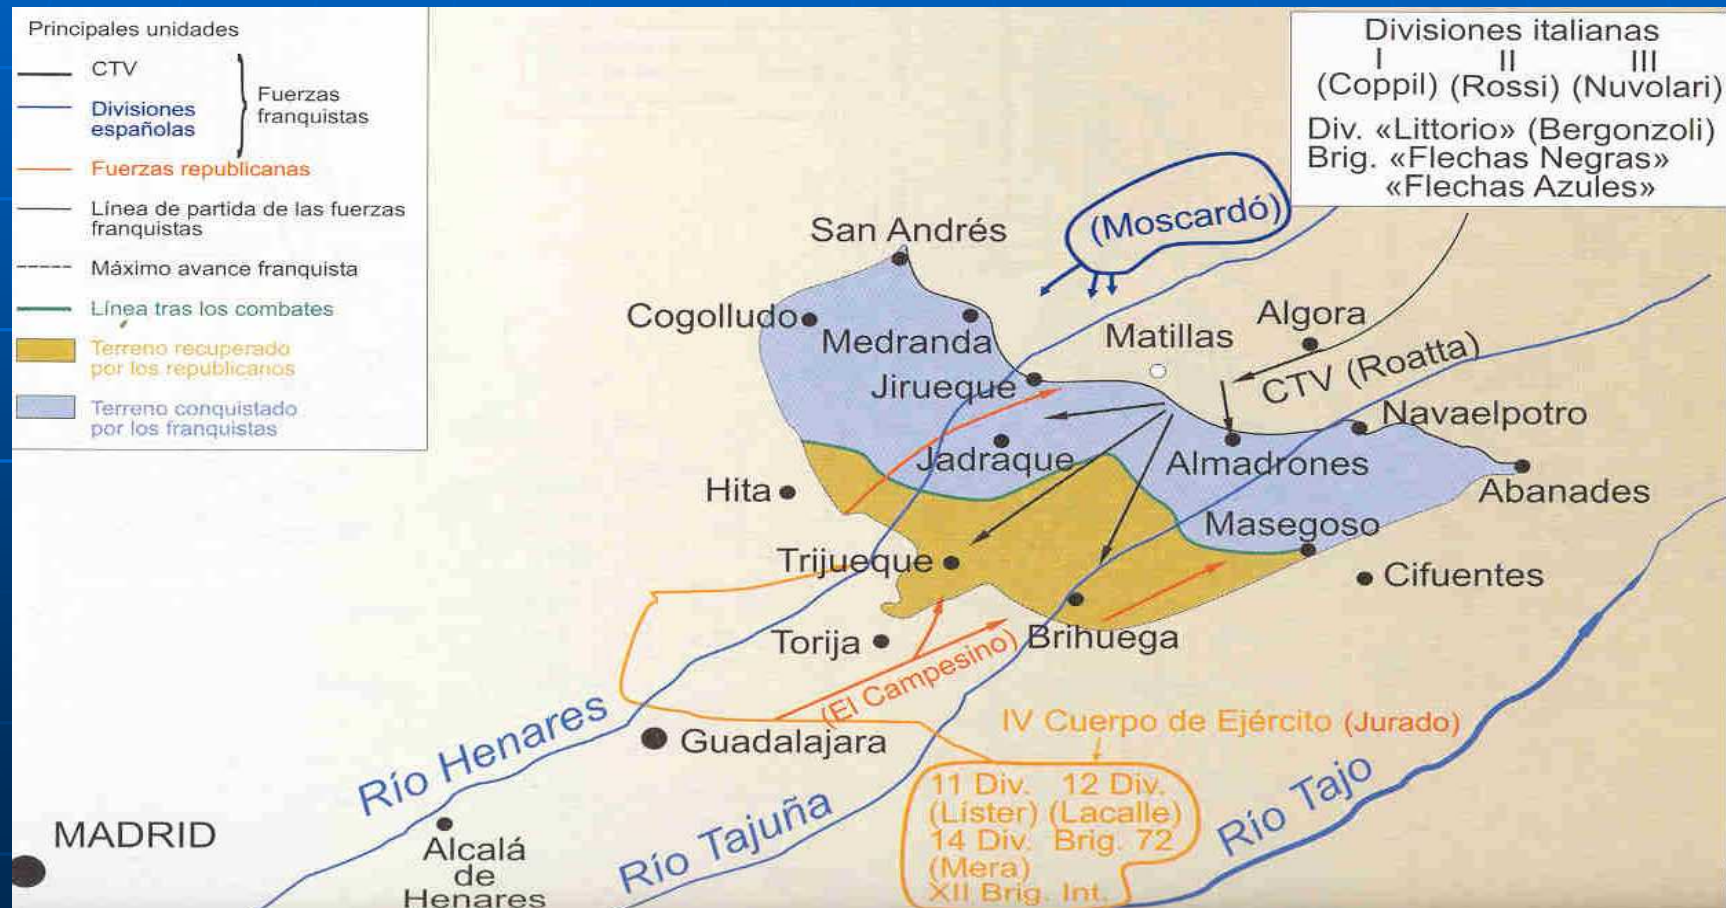 Principales unidades
CTV
Divisiones
españolas
Fuerzas
franquistas
Fuerzas republicanas
Línea de partida de las fuerzas
franquistas
Máximo avance franquista
Línea tras los combates
Terreno recuperado
por los republicanos
Terreno conquistado
por los franquistas
Divisiones italianas
I II III
(Coppil) (Rossi) (Nuvolari)
Div. «Littorio» (Bergonzoli)
Brig. «Flechas Negras»
«Flechas Azules»
(Moscardó)
San Andrés
Cogolludo
Medranda
Matillas
Algora
Jirueque
CTV (Roatta)
Navaelpotro
Jadraque
Almadrones
Hita
Abanades
Masegoso
Trijueque
Cifuentes
Torija
Brihuega
(El Campesino)
IV Cuerpo de Ejército (Jurado)
Guadalajara
Río Henares
11 Div. 12 Div.
(Líster) (Lacalle)
14 Div. Brig. 72
(Mera)
XII Brig. Int.
Río Tajo
Río Tajuña
MADRID
Alcalá
de
Henares